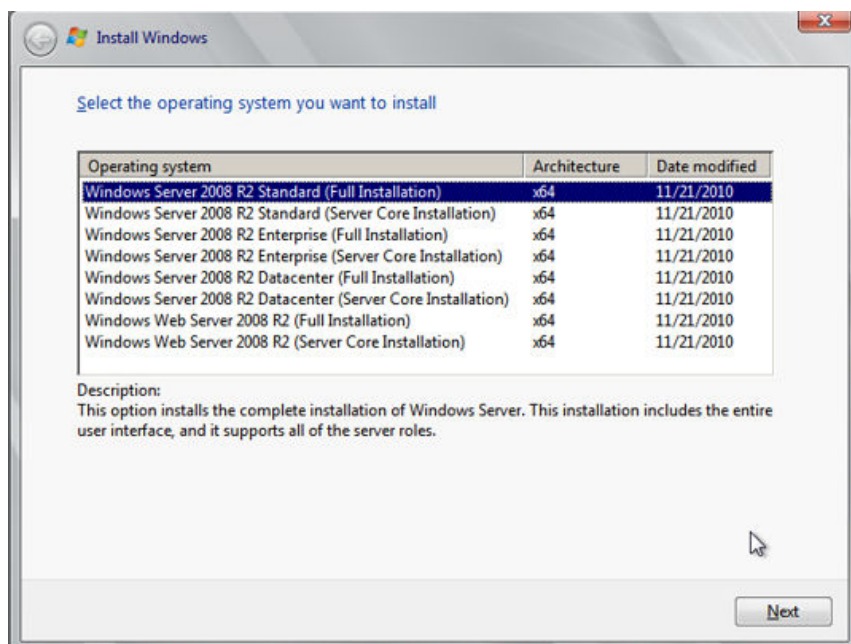 Install Windows
Select the operating system you want to install
Operating system Architecture Date modified
Windows Server 2008 R2 Standard (Full Installation) x64 11/21/2010
Windows Server 2008 R2 Standard (Server Core Installation) x64 11/21/2010
Windows Server 2008 R2 Enterprise (Full Installation) x64 11/21/2010
Windows Server 2008 R2 Enterprise (Server Core Installation) x64 11/21/2010
Windows Server 2008 R2 Datacenter (Full Installation) x64 11/21/2010
Windows Server 2008 R2 Datacenter (Server Core Installation) x64 11/21/2010
Windows Web Server 2008 R2 (Full Installation) x64 11/21/2010
Windows Web Server 2008 R2 (Server Core Installation) x64 11/21/2010
Description:
This option installs the complete installation of Windows Server. This installation includes the entire
user interface, and it supports all of the server roles.
Next